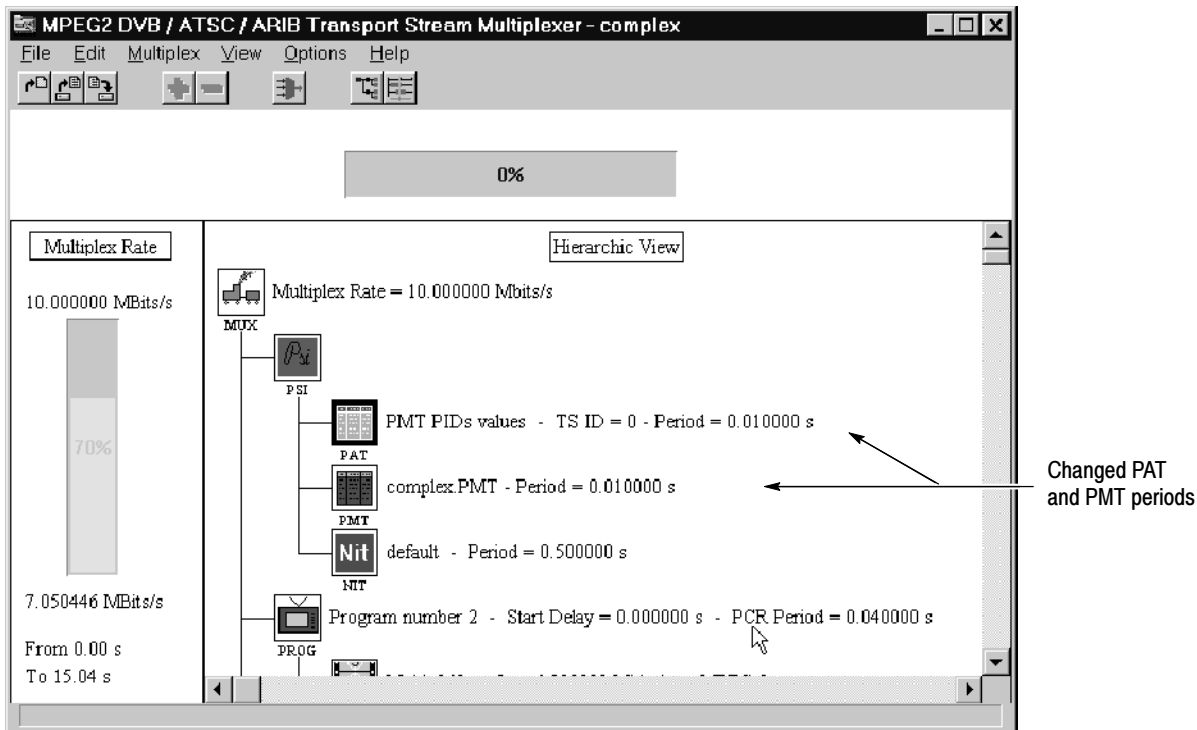 MPEG2 DVB / ATSC / ARIB Transport Stream Multiplexer - complex
File Edit Multiplex View Options Help
0%
Multiplex Rate
10.000000 MBits/s
70%
7.050446 MBits/s
From 0.00 s
To 15.04 s
Hierarchic View
MUX
Multiplex Rate = 10.000000 Mbits/s
Psi
PSI
PAT
PMT PIDs values - TS ID = 0 - Period = 0.010000 s
PMT
complex.PMT - Period = 0.010000 s
Nit
NIT
default - Period = 0.500000 s
PROG
Program number 2 - Start Delay = 0.000000 s - PCR Period = 0.040000 s
Changed PAT
and PMT periods